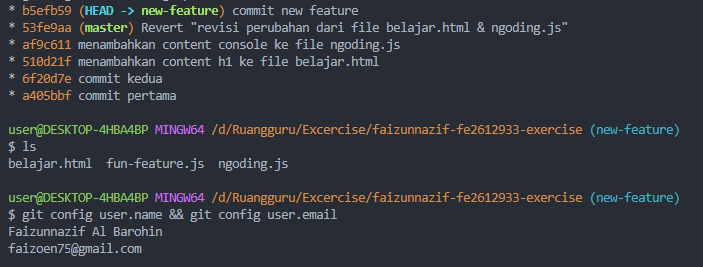 * b5efb59 (HEAD -> new-feature) commit new feature
* 53fe9aa (master) Revert "revisi perubahan dari file belajar.html & ngoding.js"
* af9c611 menambahkan content console ke file ngoding.js
* 510d21f menambahkan content h1 ke file belajar.html
* 6f20d7e commit kedua
* a405bbf commit pertama
user@DESKTOP-4HBA4BP MINGW64 /d/Ruangguru/Excercise/faizunnazif-fe2612933-exercise (new-feature)
$ ls
belajar.html  fun-feature.js  ngoding.js
user@DESKTOP-4HBA4BP MINGW64 /d/Ruangguru/Excercise/faizunnazif-fe2612933-exercise (new-feature)
$ git config user.name && git config user.email
Faizunnazif Al Barohin
faizoen75@gmail.com